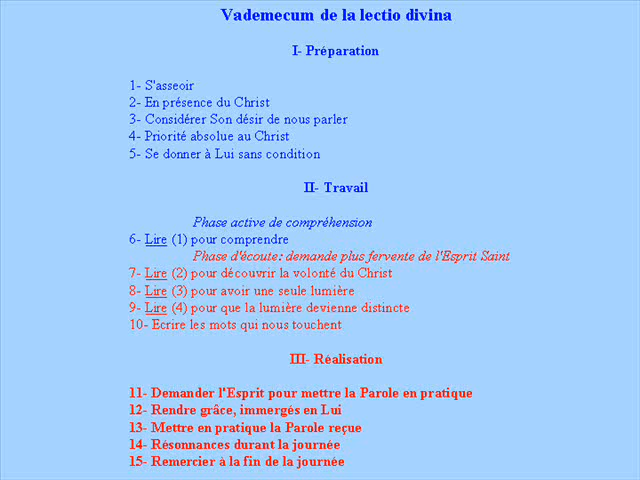 Vademecum de la lectio divina
I- Préparation
1- S'asseoir
2- En présence du Christ
3- Considérer Son désir de nous parler
4- Priorité absolue au Christ
5- Se donner à Lui sans condition
II- Travail
Phase active de compréhension
6- Lire (1) pour comprendre
Phase d'écoute: demande plus fervente de l'Esprit Saint
7- Lire (2) pour découvrir la volonté du Christ
8- Lire (3) pour avoir une seule lumière
9- Lire (4) pour que la lumière devienne distincte
10- Ecrire les mots qui nous touchent
III- Réalisation
11- Demander l'Esprit pour mettre la Parole en pratique
12- Rendre grâce, immergés en Lui
13- Mettre en pratique la Parole reçue
14- Résonnances durant la journée
15- Remercier à la fin de la journée